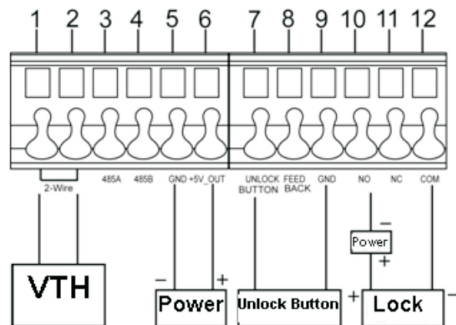 1 2 3 4 5 6 7 8 9 10 11 12
2-Wire 485A 485B GND +5V_OUT UNLOCK BUTTON FEED BACK GND NO NC COM
− Power +
VTH
− Power +
Unlock Button
+ Lock −